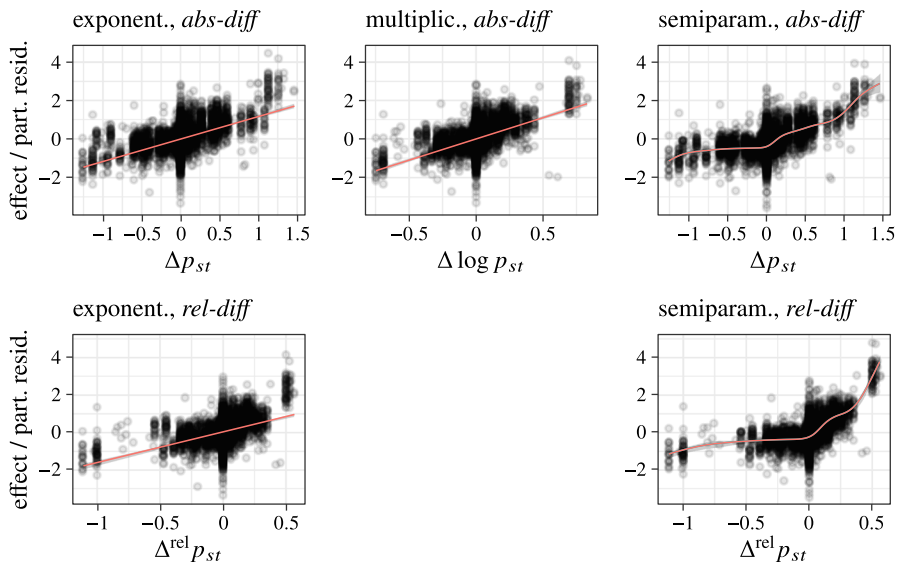 exponent., abs-diff
multiplic., abs-diff
semiparam., abs-diff
effect / part. resid.
4
2
0
−2
4
2
0
−2
−1 −0.5 0 0.5 1 1.5
−0.5 0 0.5
−1 −0.5 0 0.5 1 1.5
Δp_st
Δ log p_st
Δp_st
exponent., rel-diff
semiparam., rel-diff
effect / part. resid.
4
2
0
−2
4
2
0
−2
−1 −0.5 0 0.5
−1 −0.5 0 0.5
Δ^rel p_st
Δ^rel p_st